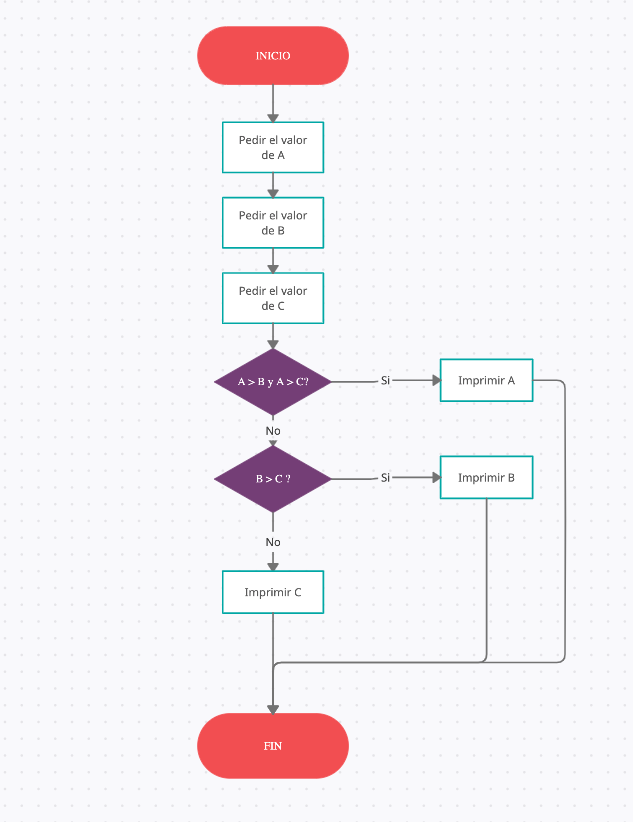 INICIO
Pedir el valor
de A
Pedir el valor
de B
Pedir el valor
de C
A > B y A > C?
Si
Imprimir A
No
B > C ?
Si
Imprimir B
No
Imprimir C
FIN